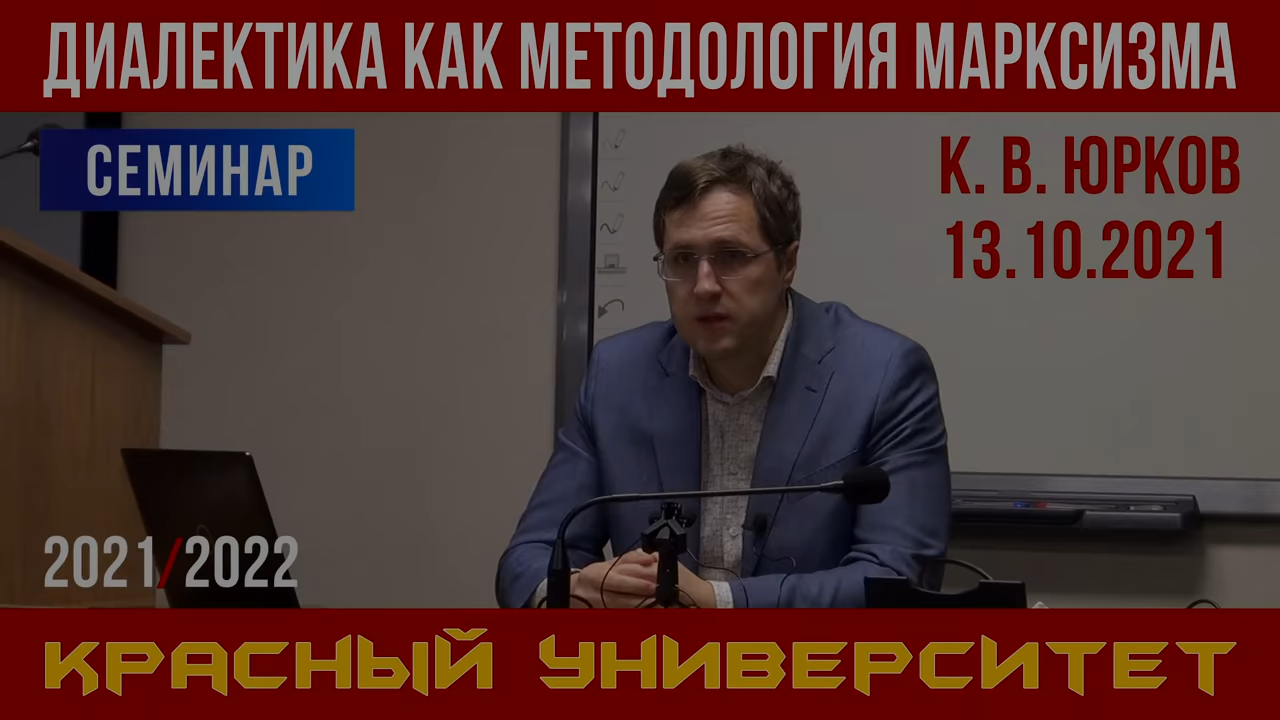 ДИАЛЕКТИКА КАК МЕТОДОЛОГИЯ МАРКСИЗМА
СЕМИНАР
К. В. ЮРКОВ
13.10.2021
2021/2022
КРАСНЫЙ УНИВЕРСИТЕТ